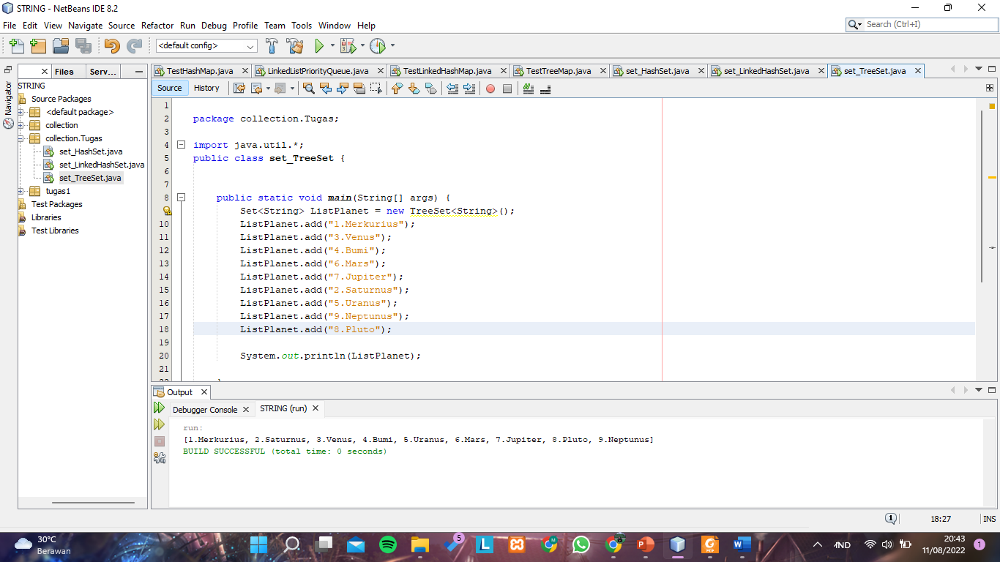 STRING - NetBeans IDE 8.2
File Edit View Navigate Source Refactor Run Debug Profile Team Tools Window Help
Search (Ctrl+I)
<default config>
Files Serv...
TestHashMap.java LinkedListPriorityQueue.java TestLinkedHashMap.java TestTreeMap.java set_HashSet.java set_LinkedHashSet.java set_TreeSet.java
Navigator
STRING
Source Packages
<default package>
collection
collection.Tugas
set_HashSet.java
set_LinkedHashSet.java
set_TreeSet.java
tugas1
Test Packages
Libraries
Test Libraries
Source History
1
2 package collection.Tugas;
3
4 import java.util.*;
5 public class set_TreeSet {
6
7
8 public static void main(String[] args) {
Set<String> ListPlanet = new TreeSet<String>();
10 ListPlanet.add("1.Merkurius");
11 ListPlanet.add("3.Venus");
12 ListPlanet.add("4.Bumi");
13 ListPlanet.add("6.Mars");
14 ListPlanet.add("7.Jupiter");
15 ListPlanet.add("2.Saturnus");
16 ListPlanet.add("5.Uranus");
17 ListPlanet.add("9.Neptunus");
18 ListPlanet.add("8.Pluto");
19
20 System.out.println(ListPlanet);
21
22 }
Output
Debugger Console STRING (run)
run:
[1.Merkurius, 2.Saturnus, 3.Venus, 4.Bumi, 5.Uranus, 6.Mars, 7.Jupiter, 8.Pluto, 9.Neptunus]
BUILD SUCCESSFUL (total time: 0 seconds)
1 18:27 INS
30°C
Berawan
5
L
M
P
PDF
W
IND
20:43
11/08/2022
1